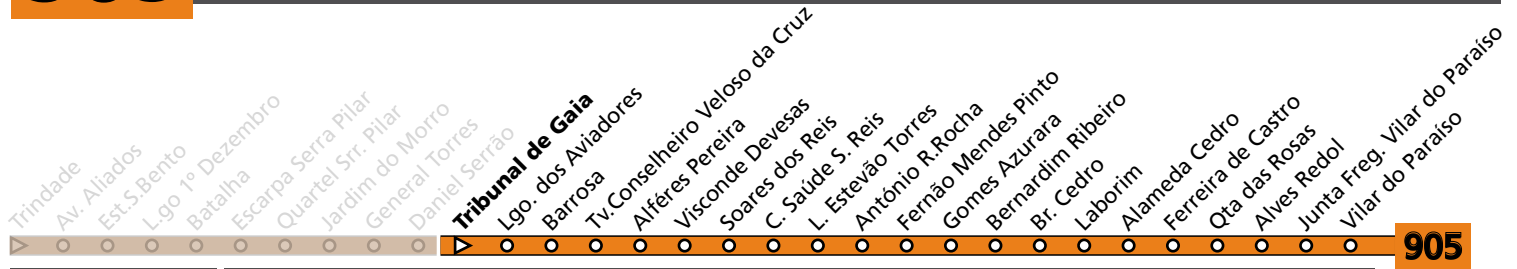 Trindade
Av. Aliados
Est.S.Bento
L.go 1º Dezembro
Batalha
Escarpa Serra Pilar
Quartel Srr. Pilar
Jardim do Morro
General Torres
Daniel Serrão
Tribunal de Gaia
Lgo. dos Aviadores
Barrosa
Tv.Conselheiro Veloso da Cruz
Alféres Pereira
Visconde Devesas
Soares dos Reis
C. Saúde S. Reis
L. Estevão Torres
António R.Rocha
Fernão Mendes Pinto
Gomes Azurara
Bernardim Ribeiro
Br. Cedro
Laborim
Alameda Cedro
Ferreira de Castro
Qta das Rosas
Alves Redol
Junta Freg. Vilar do Paraíso
Vilar do Paraíso
905